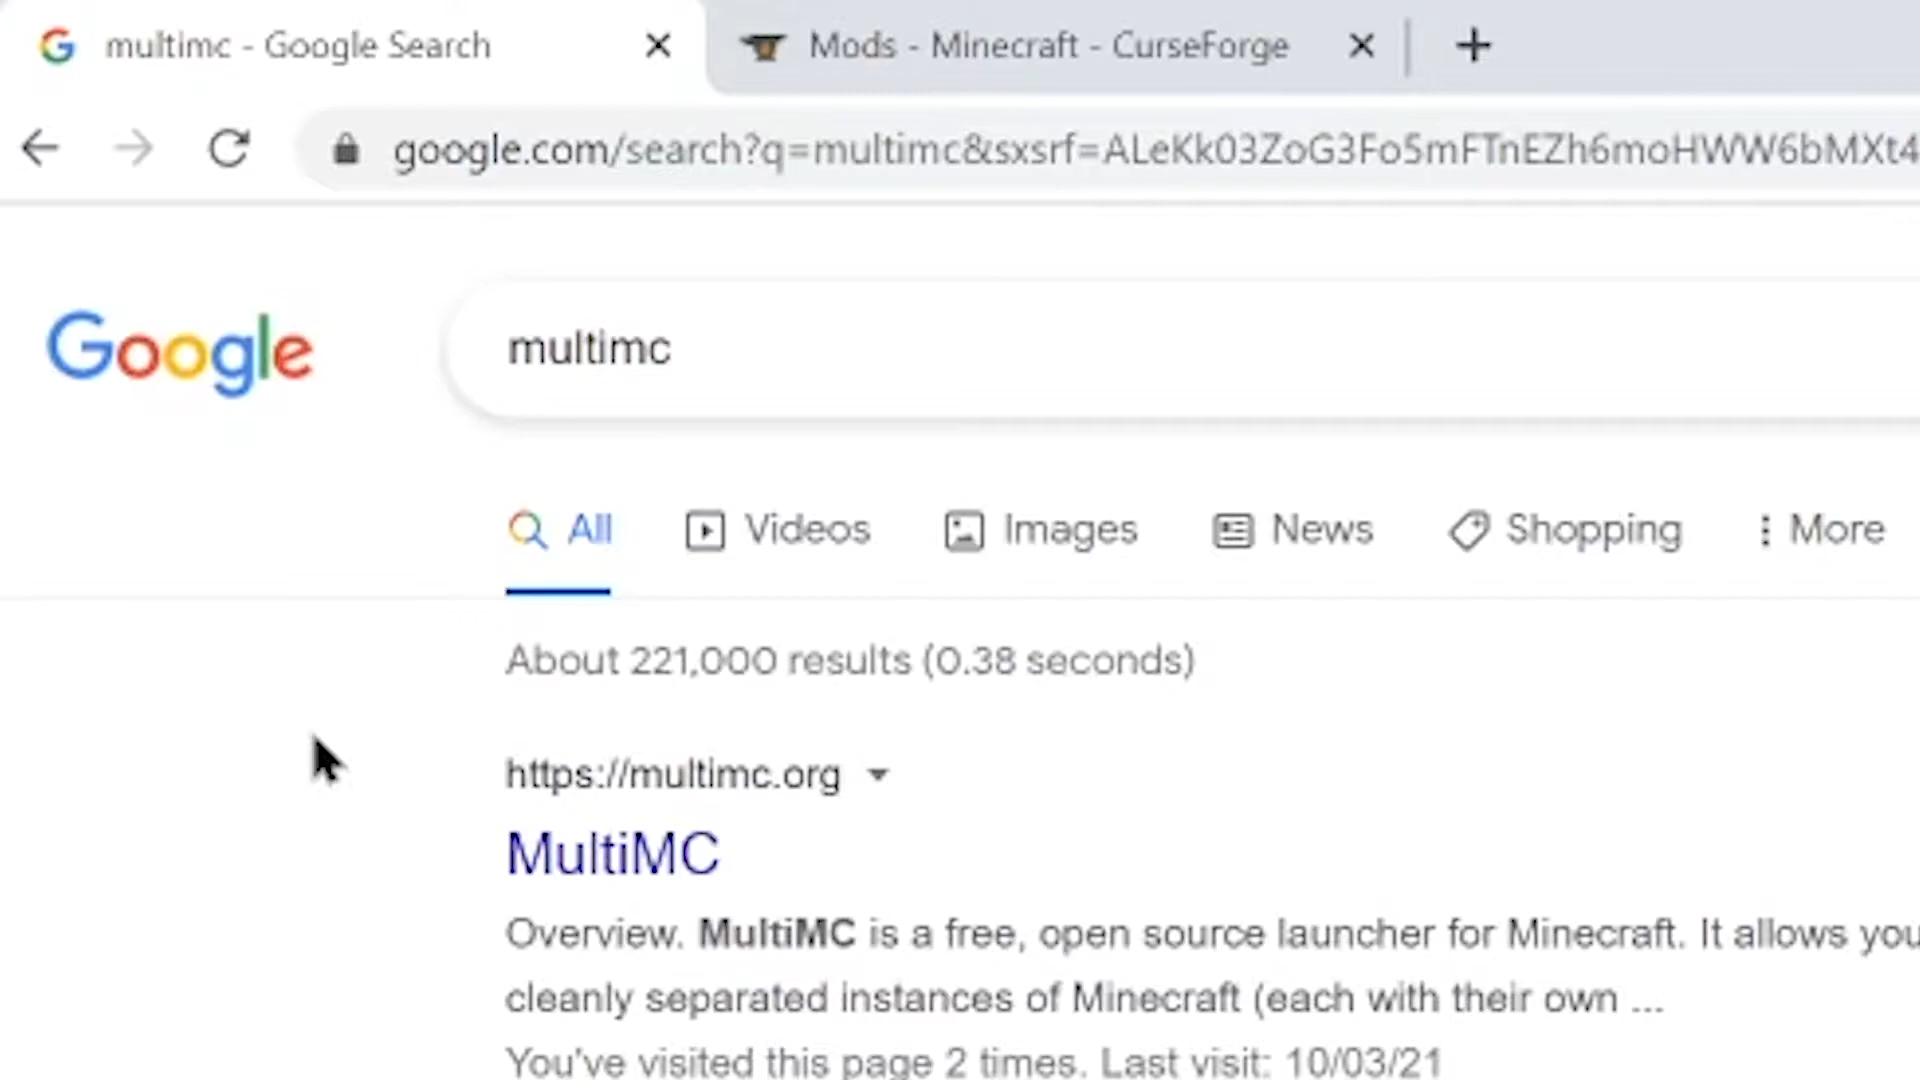 multimc - Google Search
Mods - Minecraft - CurseForge
google.com/search?q=multimc&sxsrf=ALeKk03ZoG3Fo5mFTnEZh6moHWW6bMXt4
Google
multimc
All Videos Images News Shopping More
About 221,000 results (0.38 seconds)
https://multimc.org
MultiMC
Overview. MultiMC is a free, open source launcher for Minecraft. It allows you
cleanly separated instances of Minecraft (each with their own ...
You've visited this page 2 times. Last visit: 10/03/21